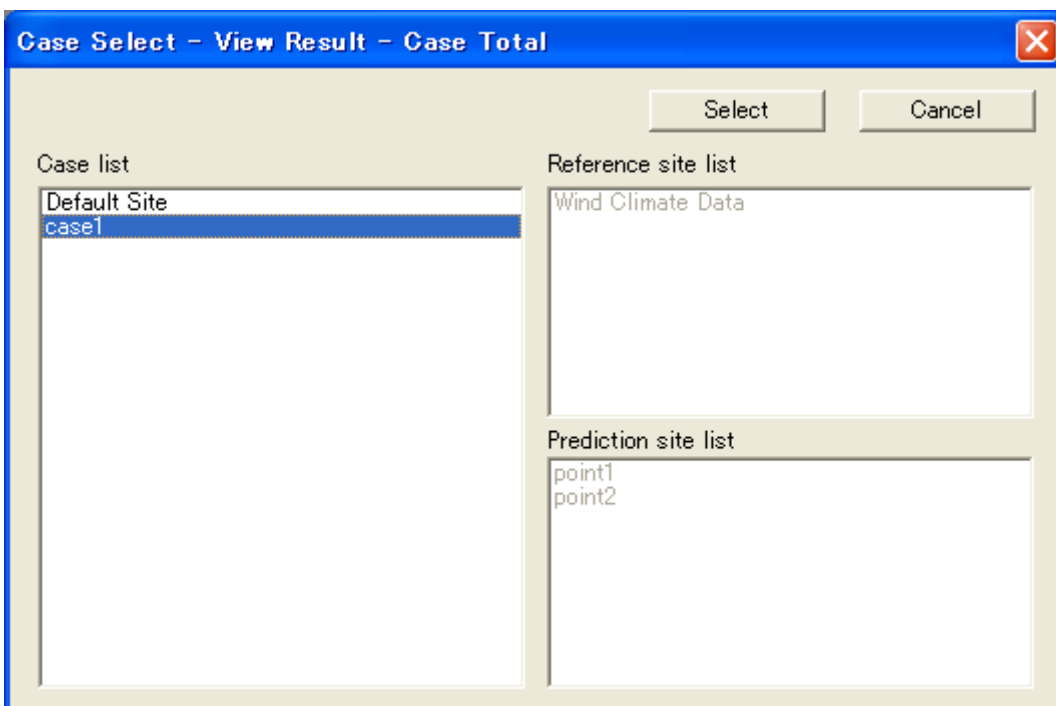 Case Select - View Result - Case Total
Select
Cancel
Case list
Default Site
case1
Reference site list
Wind Climate Data
Prediction site list
point1
point2